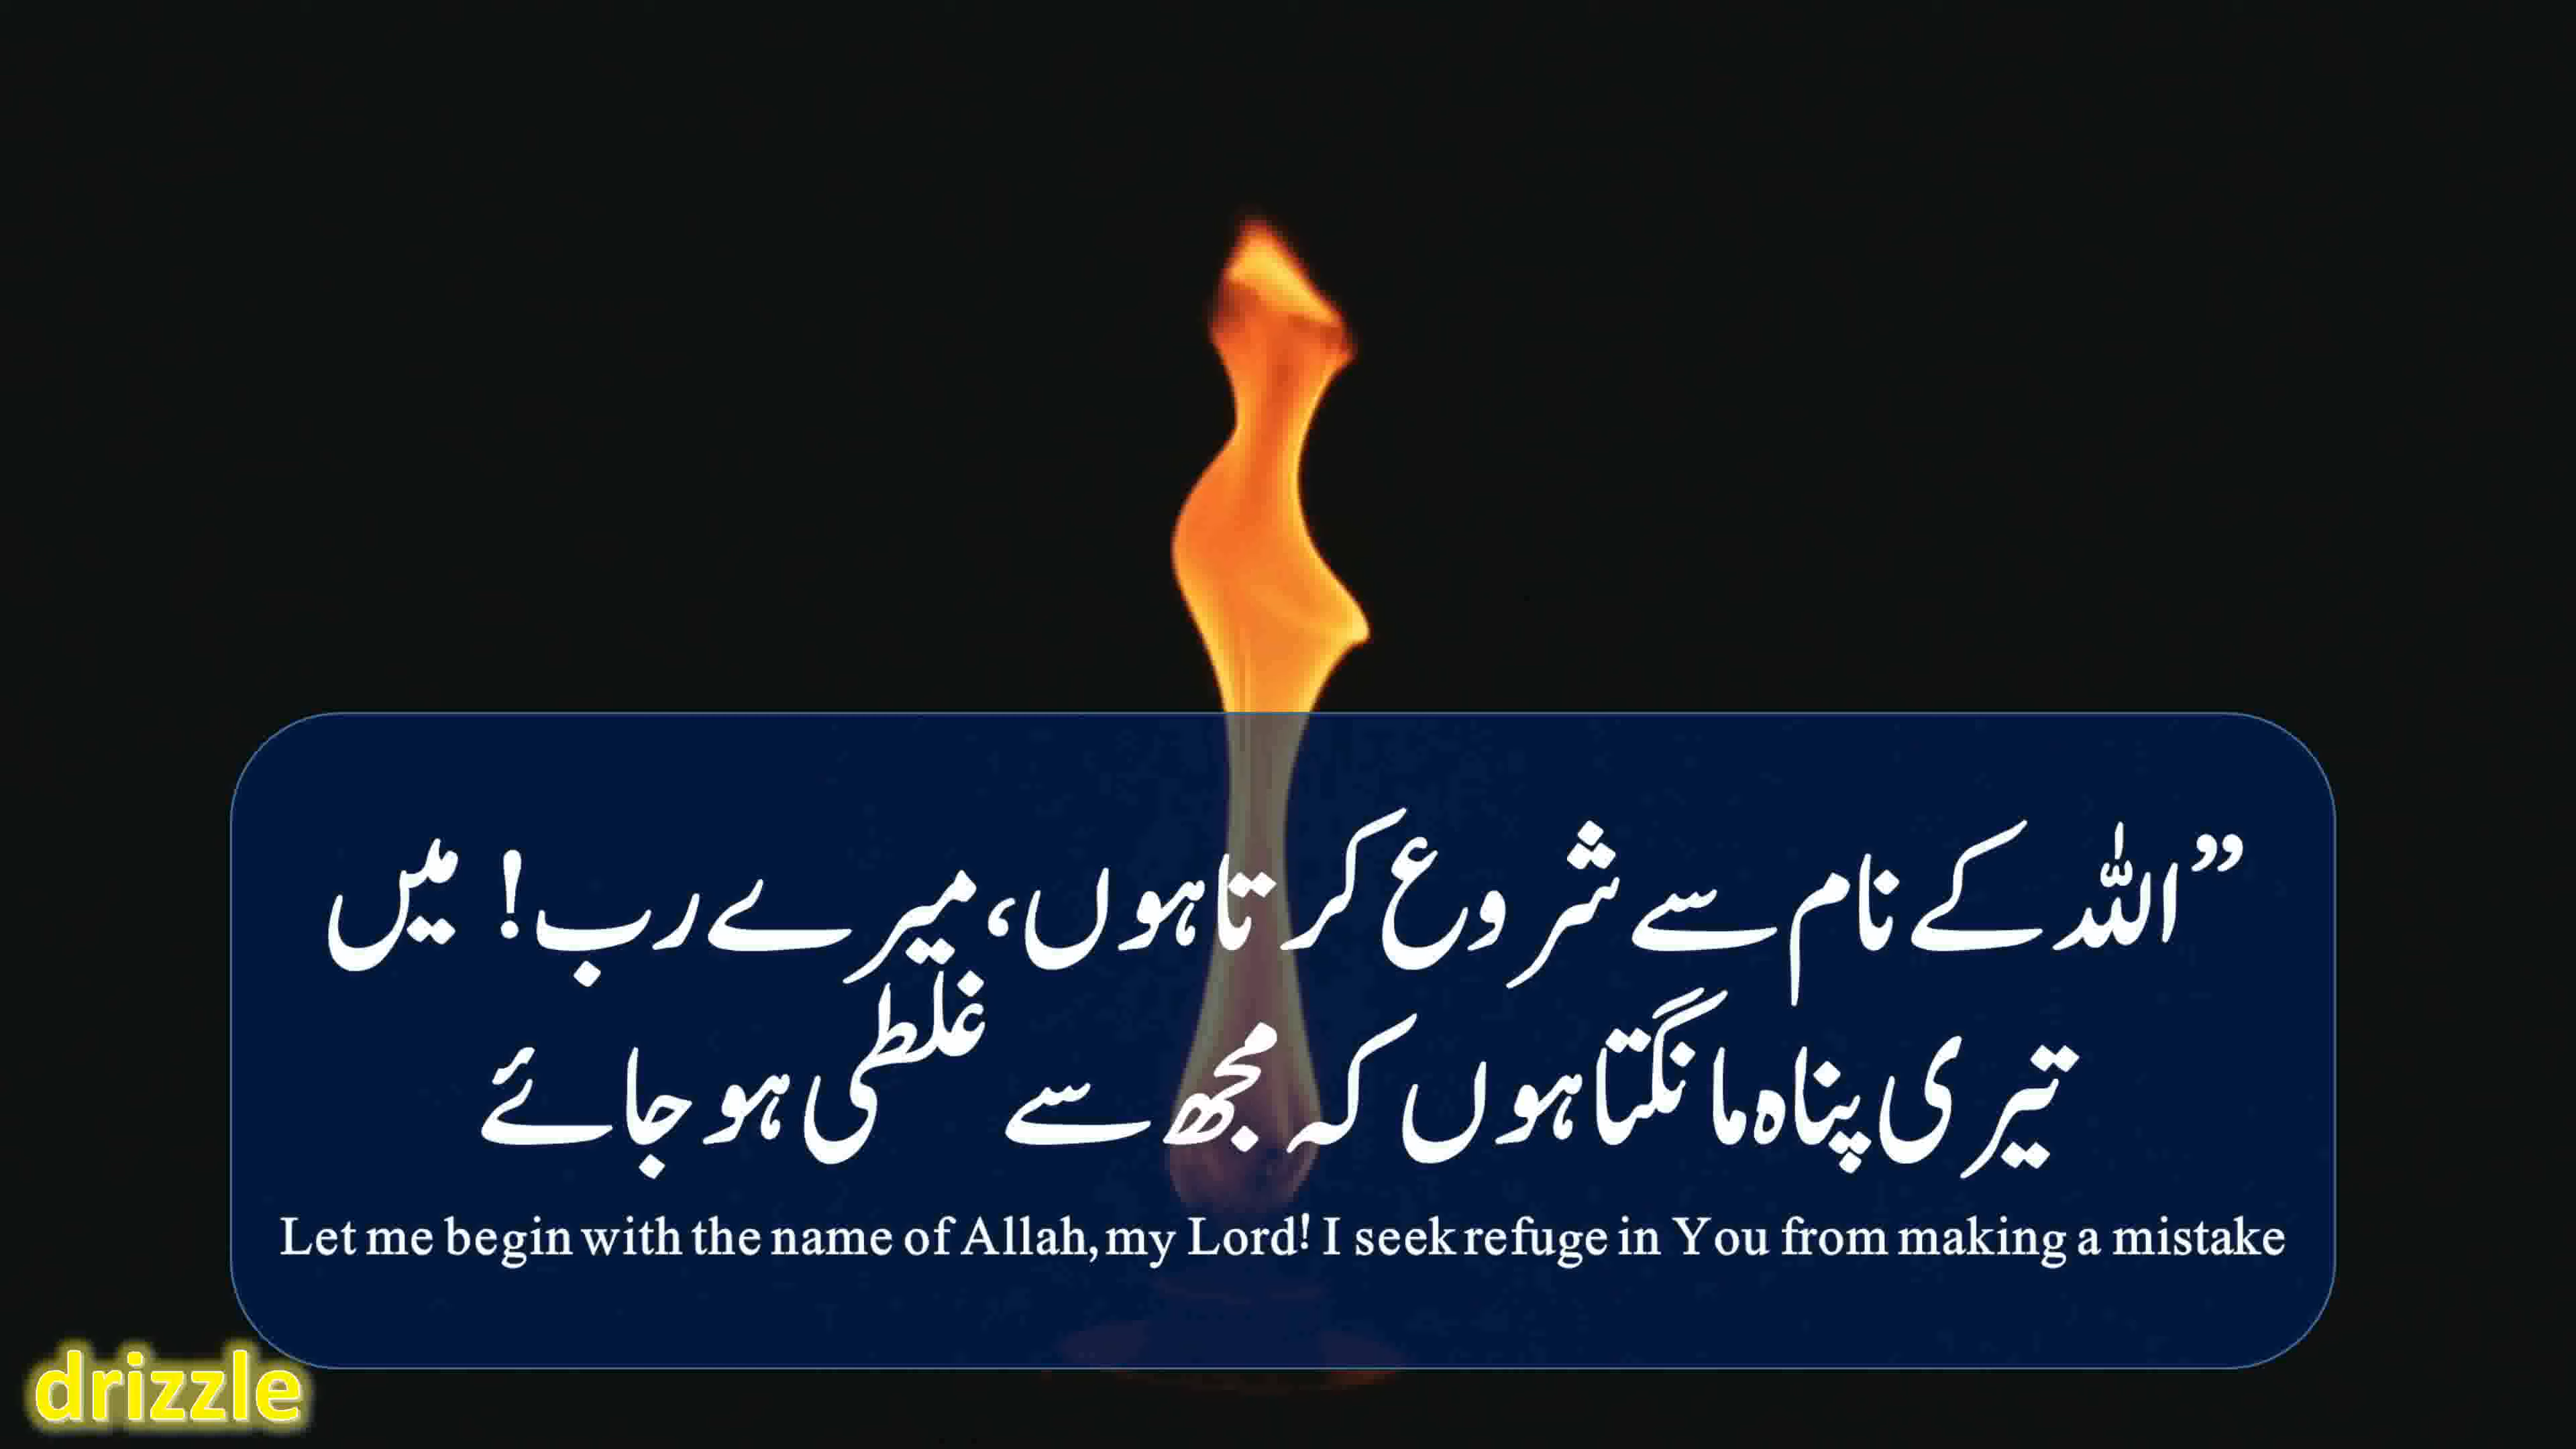 ”اللہ کے نام سے شروع کرتا ہوں، میرے رب! میں
تیری پناہ مانگتا ہوں کہ مجھ سے غلطی ہو جائے
Let me begin with the name of Allah, my Lord! I seek refuge in You from making a mistake
drizzle